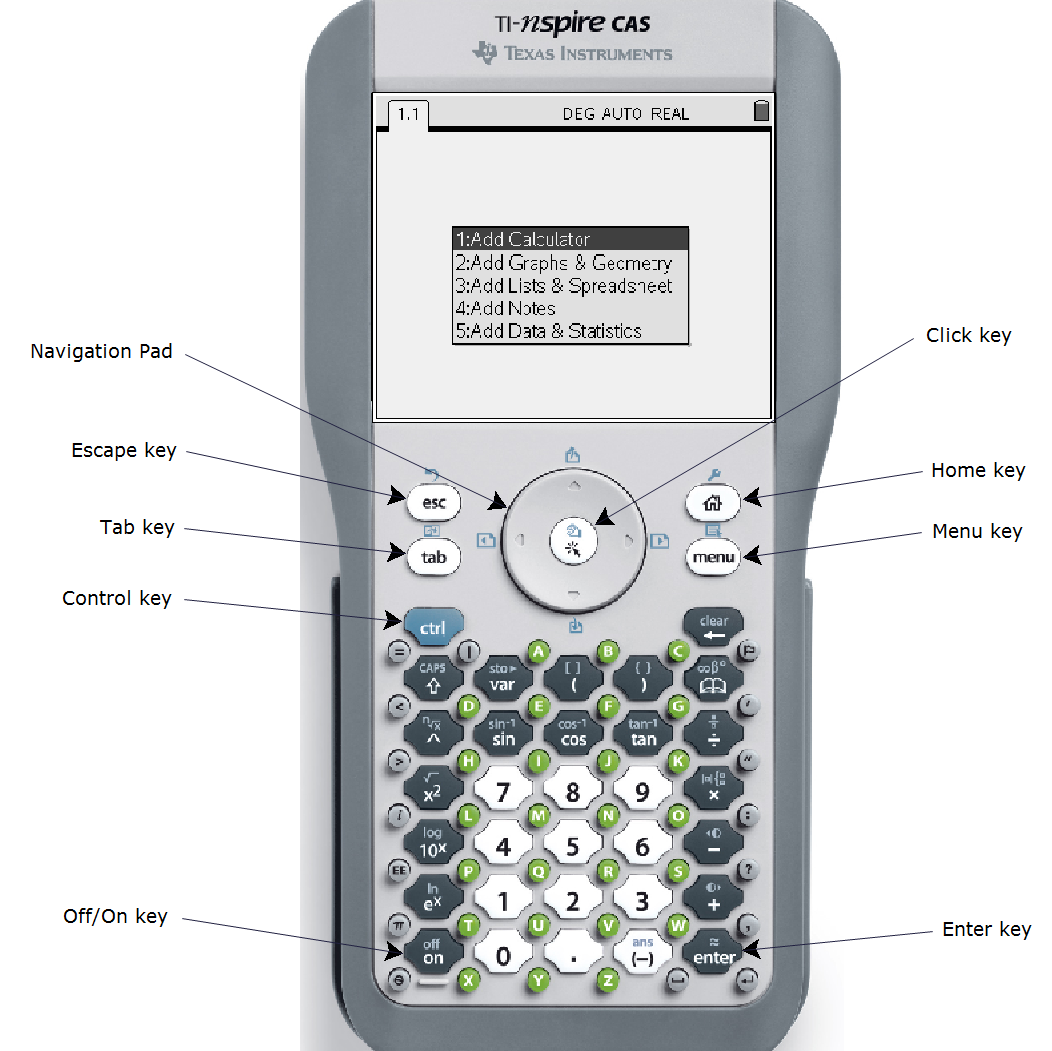 TI-nspire CAS
TEXAS INSTRUMENTS
1.1 DEG AUTO REAL
1:Add Calculator
2:Add Graphs & Geometry
3:Add Lists & Spreadsheet
4:Add Notes
5:Add Data & Statistics
Navigation Pad
Click key
Escape key
Home key
Tab key
Menu key
Control key
Off/On key
Enter key
esc
tab
menu
ctrl
clear
= | A B C
CAPS sto▸ [ ] { } ∞β°
⇧ var ( )
< D E F G ′
ⁿ√x sin⁻¹ cos⁻¹ tan⁻¹
^ sin cos tan ÷
> H I J K ″
√
x² 7 8 9 ×
i L M N O :
log
10ˣ 4 5 6 −
EE P Q R S ?
ln
eˣ 1 2 3 +
π T U V W ,
off ans ≈
on 0 . (−) enter
θ X Y Z